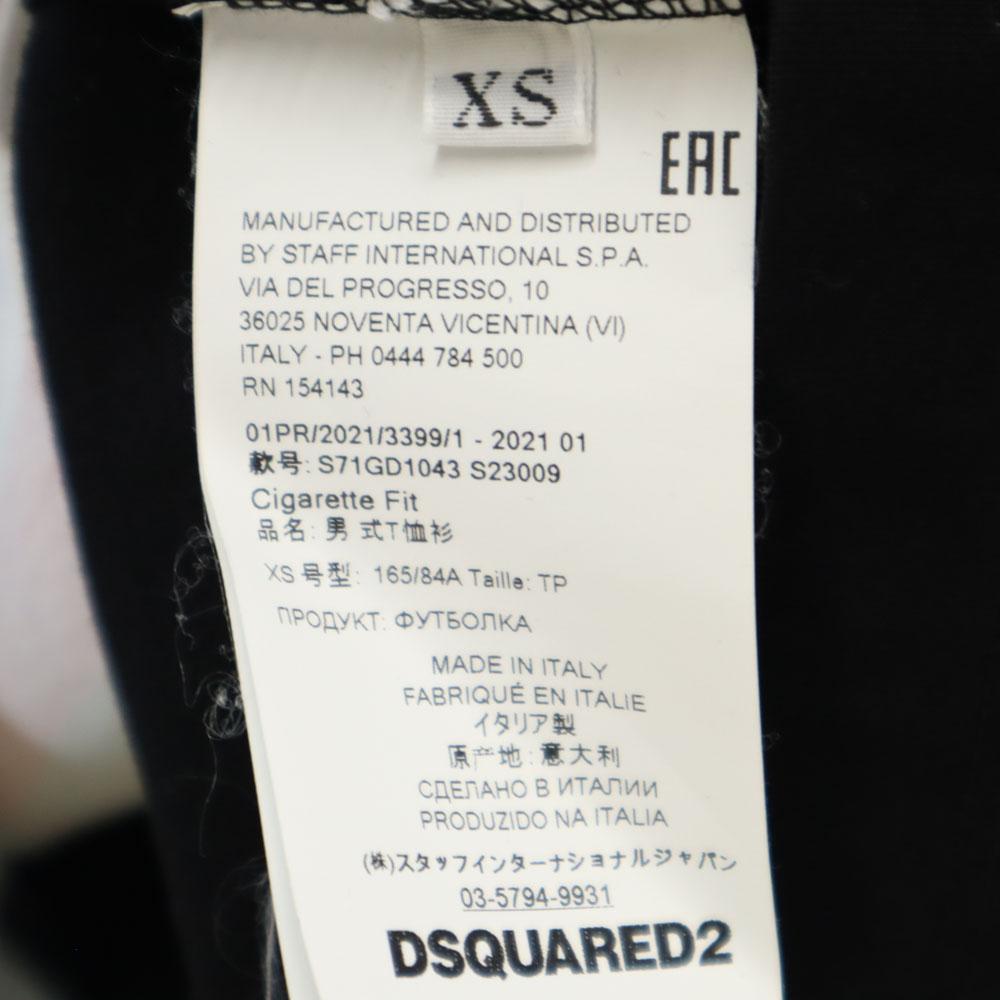 XS
EAC
MANUFACTURED AND DISTRIBUTED
BY STAFF INTERNATIONAL S.P.A.
VIA DEL PROGRESSO, 10
36025 NOVENTA VICENTINA (VI)
ITALY - PH 0444 784 500
RN 154143
01PR/2021/3399/1 - 2021 01
款号: S71GD1043 S23009
Cigarette Fit
品名: 男 式T恤衫
XS 号型: 165/84A Taille: TP
ПРОДУКТ: ФУТБОЛКА
MADE IN ITALY
FABRIQUÉ EN ITALIE
イタリア製
原产地: 意大利
СДЕЛАНО В ИТАЛИИ
PRODUZIDO NA ITALIA
(株)スタッフインターナショナルジャパン
03-5794-9931
DSQUARED2